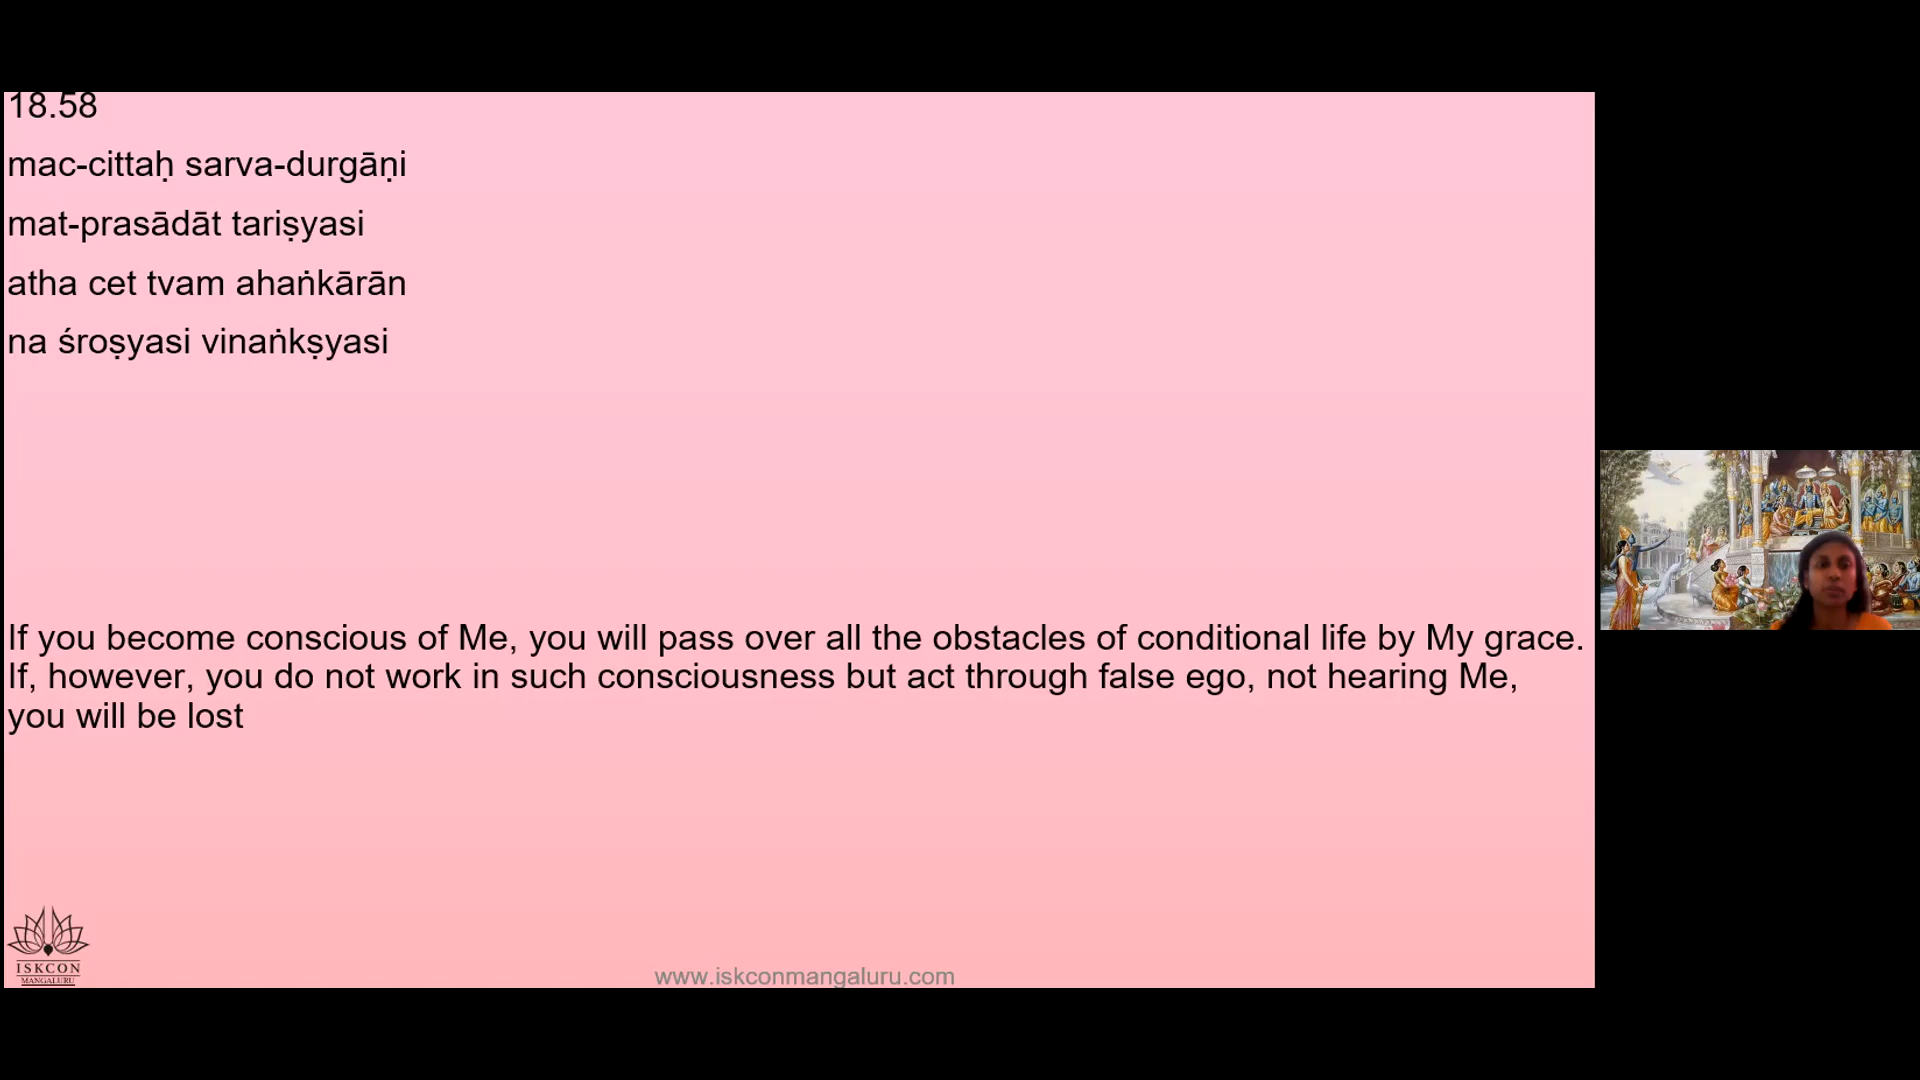 18.58
mac-cittaḥ sarva-durgāṇi
mat-prasādāt tariṣyasi
atha cet tvam ahaṅkārān
na śroṣyasi vinaṅkṣyasi
If you become conscious of Me, you will pass over all the obstacles of conditional life by My grace.
If, however, you do not work in such consciousness but act through false ego, not hearing Me,
you will be lost
ISKCON
MANGALURU
www.iskconmangaluru.com